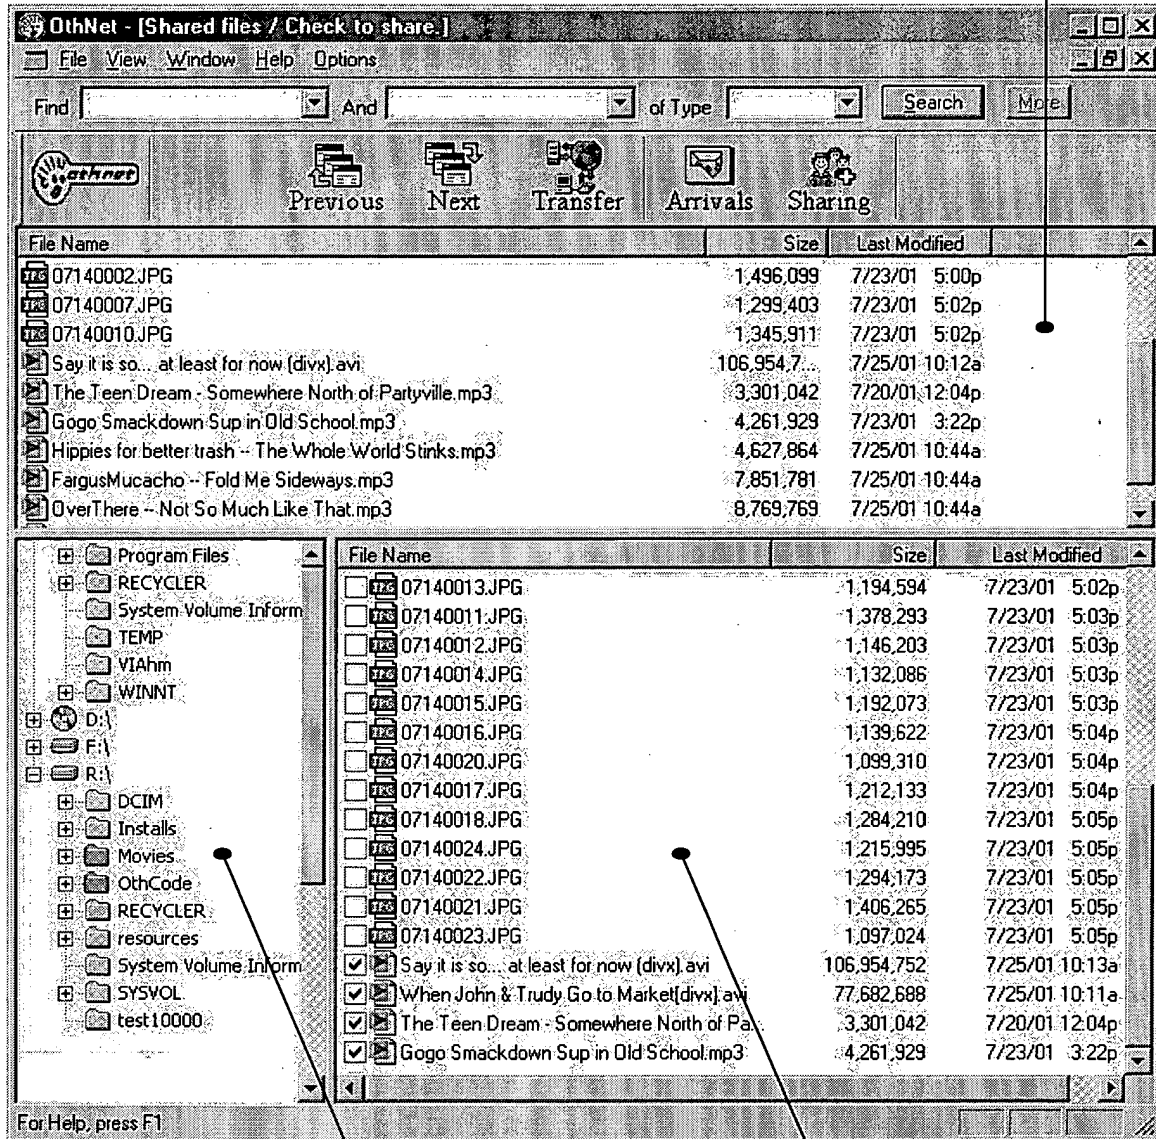 OthNet - [Shared files / Check to share.]
File View Window Help Options
Find And of Type Search More
othnet Previous Next Transfer Arrivals Sharing
File Name Size Last Modified
07140002.JPG 1,496,099 7/23/01 5:00p
07140007.JPG 1,299,403 7/23/01 5:02p
07140010.JPG 1,345,911 7/23/01 5:02p
Say it is so... at least for now (divx).avi 106,954,7... 7/25/01 10:12a
The Teen Dream - Somewhere North of Partyville.mp3 3,301,042 7/20/01 12:04p
Gogo Smackdown Sup in Old School.mp3 4,261,929 7/23/01 3:22p
Hippies for better trash -- The Whole World Stinks.mp3 4,627,864 7/25/01 10:44a
FargusMucacho -- Fold Me Sideways.mp3 7,851,781 7/25/01 10:44a
OverThere -- Not So Much Like That.mp3 8,769,769 7/25/01 10:44a
Program Files
RECYCLER
System Volume Inform
TEMP
VIAhm
WINNT
D:\
F:\
R:\
DCIM
Installs
Movies
OthCode
RECYCLER
resources
System Volume Inform
SYSVOL
test10000
File Name Size Last Modified
07140013.JPG 1,194,594 7/23/01 5:02p
07140011.JPG 1,378,293 7/23/01 5:03p
07140012.JPG 1,146,203 7/23/01 5:03p
07140014.JPG 1,132,086 7/23/01 5:03p
07140015.JPG 1,192,073 7/23/01 5:03p
07140016.JPG 1,139,622 7/23/01 5:04p
07140020.JPG 1,099,310 7/23/01 5:04p
07140017.JPG 1,212,133 7/23/01 5:04p
07140018.JPG 1,284,210 7/23/01 5:05p
07140024.JPG 1,215,995 7/23/01 5:05p
07140022.JPG 1,294,173 7/23/01 5:05p
07140021.JPG 1,406,265 7/23/01 5:05p
07140023.JPG 1,097,024 7/23/01 5:05p
Say it is so... at least for now (divx).avi 106,954,752 7/25/01 10:13a
When John & Trudy Go to Market[divx].avi 77,682,688 7/25/01 10:11a
The Teen Dream - Somewhere North of Pa... 3,301,042 7/20/01 12:04p
Gogo Smackdown Sup in Old School.mp3 4,261,929 7/23/01 3:22p
For Help, press F1